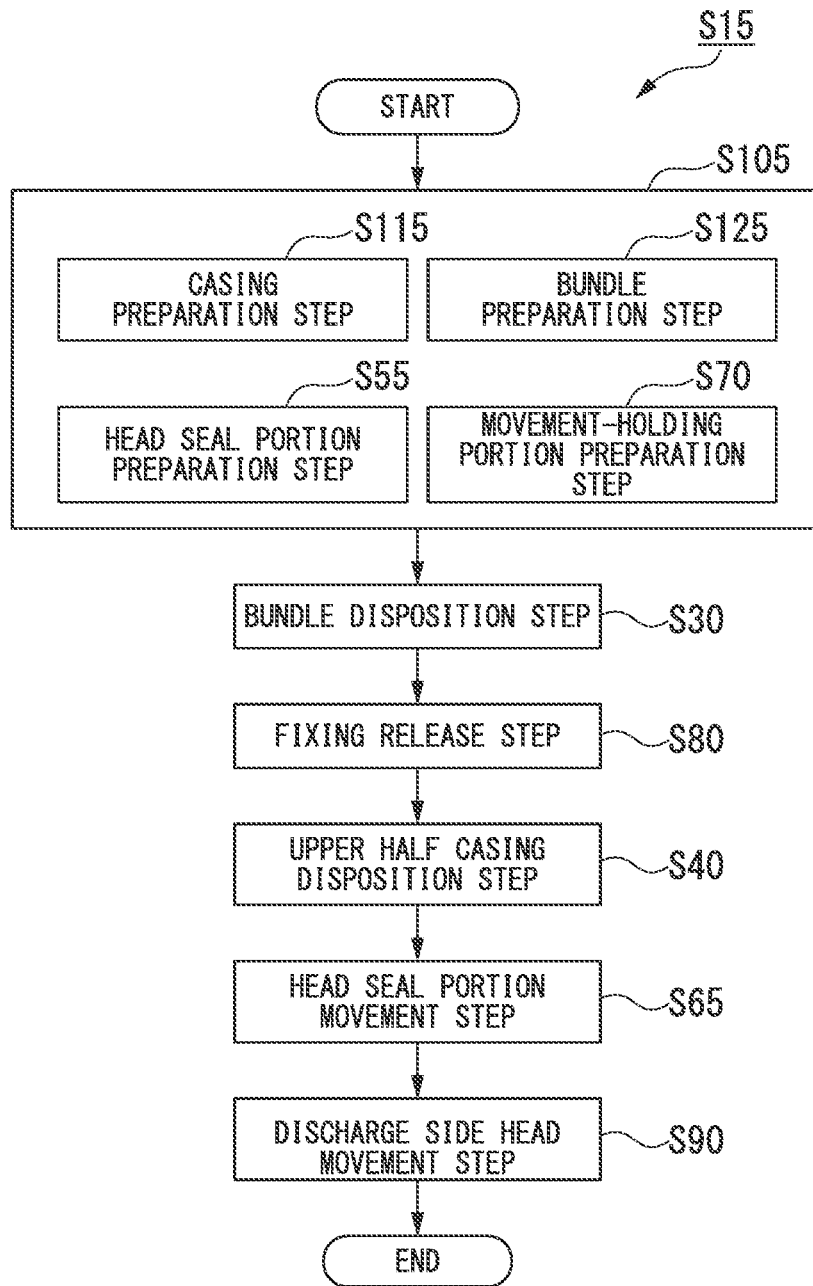 S15
START
S105
S115
S125
CASING
PREPARATION STEP
BUNDLE
PREPARATION STEP
S55
S70
HEAD SEAL PORTION
PREPARATION STEP
MOVEMENT-HOLDING
PORTION PREPARATION
STEP
BUNDLE DISPOSITION STEP
S30
FIXING RELEASE STEP
S80
UPPER HALF CASING
DISPOSITION STEP
S40
HEAD SEAL PORTION
MOVEMENT STEP
S65
DISCHARGE SIDE HEAD
MOVEMENT STEP
S90
END